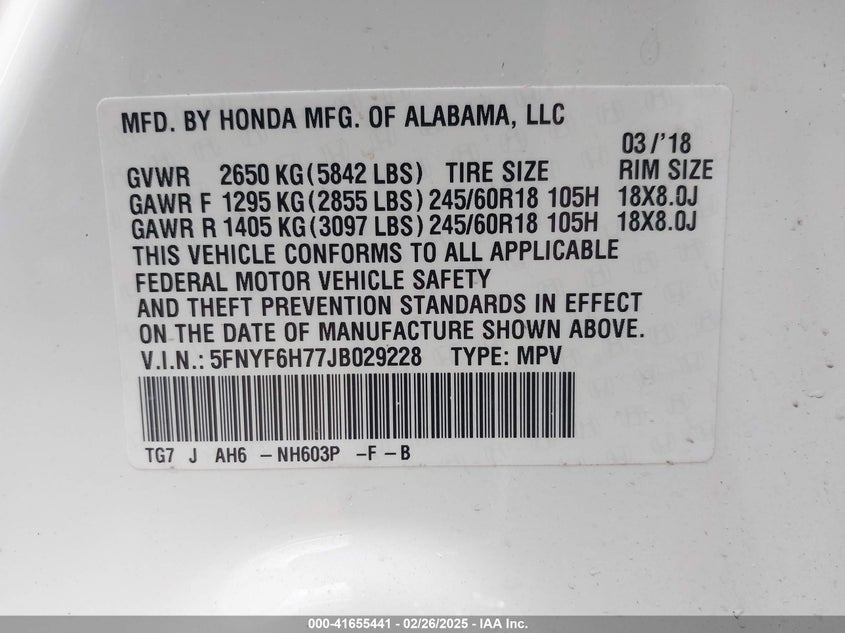 MFD. BY HONDA MFG. OF ALABAMA, LLC
03/'18
GVWR 2650 KG(5842 LBS) TIRE SIZE RIM SIZE
GAWR F 1295 KG(2855 LBS) 245/60R18 105H 18X8.0J
GAWR R 1405 KG(3097 LBS) 245/60R18 105H 18X8.0J
THIS VEHICLE CONFORMS TO ALL APPLICABLE
FEDERAL MOTOR VEHICLE SAFETY
AND THEFT PREVENTION STANDARDS IN EFFECT
ON THE DATE OF MANUFACTURE SHOWN ABOVE.
V.I.N.: 5FNYF6H77JB029228 TYPE: MPV
TG7 J AH6 -NH603P -F-B
000-41655441 - 02/26/2025 - IAA Inc.